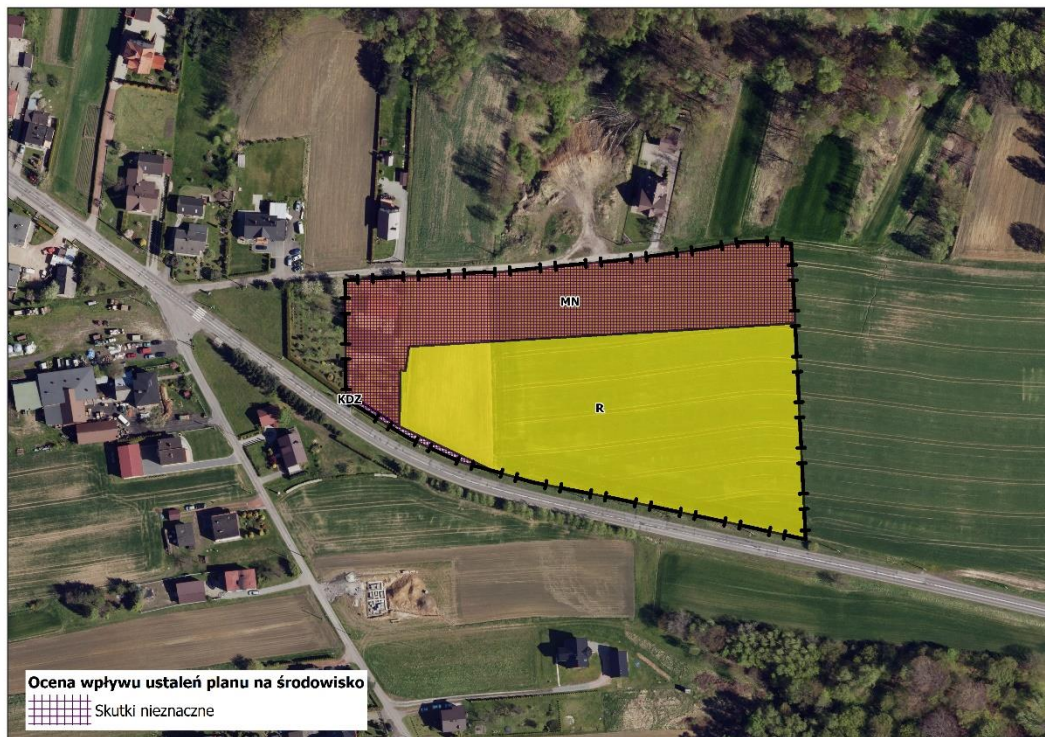 MN
KDZ
R
Ocena wpływu ustaleń planu na środowisko
Skutki nieznaczne